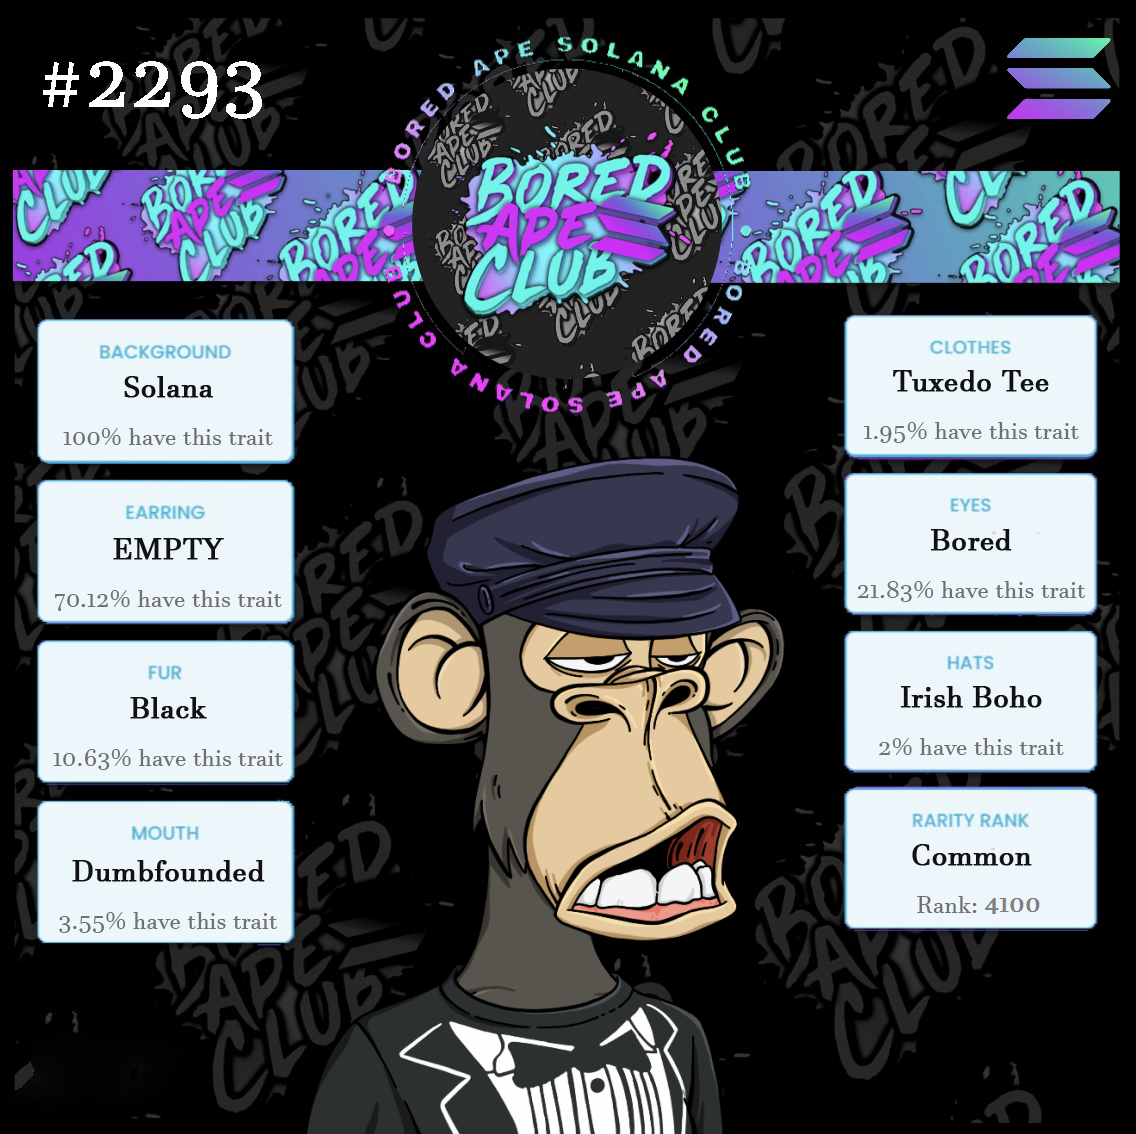 #2293
BORED APE SOLANA CLUB
BORED APE SOLANA CLUB
BORED
APE
CLUB
BACKGROUND
Solana
100% have this trait
EARRING
EMPTY
70.12% have this trait
FUR
Black
10.63% have this trait
MOUTH
Dumbfounded
3.55% have this trait
CLOTHES
Tuxedo Tee
1.95% have this trait
EYES
Bored
21.83% have this trait
HATS
Irish Boho
2% have this trait
RARITY RANK
Common
Rank: 4100